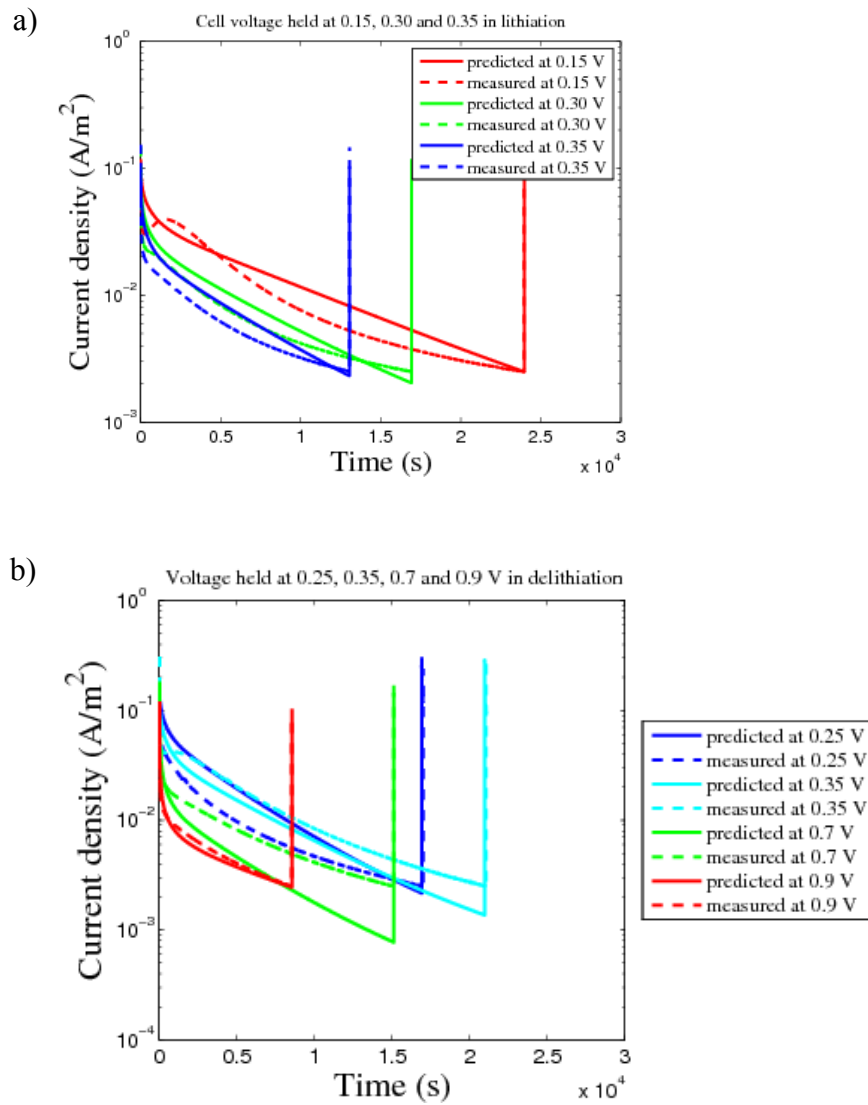 a)
Cell voltage held at 0.15, 0.30 and 0.35 in lithiation
10^0
10^-1
10^-2
10^-3
Current density (A/m^2)
predicted at 0.15 V
measured at 0.15 V
predicted at 0.30 V
measured at 0.30 V
predicted at 0.35 V
measured at 0.35 V
0 0.5 1 1.5 2 2.5 3
Time (s)
x 10^4
b)
Voltage held at 0.25, 0.35, 0.7 and 0.9 V in delithiation
10^0
10^-1
10^-2
10^-3
10^-4
Current density (A/m^2)
predicted at 0.25 V
measured at 0.25 V
predicted at 0.35 V
measured at 0.35 V
predicted at 0.7 V
measured at 0.7 V
predicted at 0.9 V
measured at 0.9 V
0 0.5 1 1.5 2 2.5 3
Time (s)
x 10^4